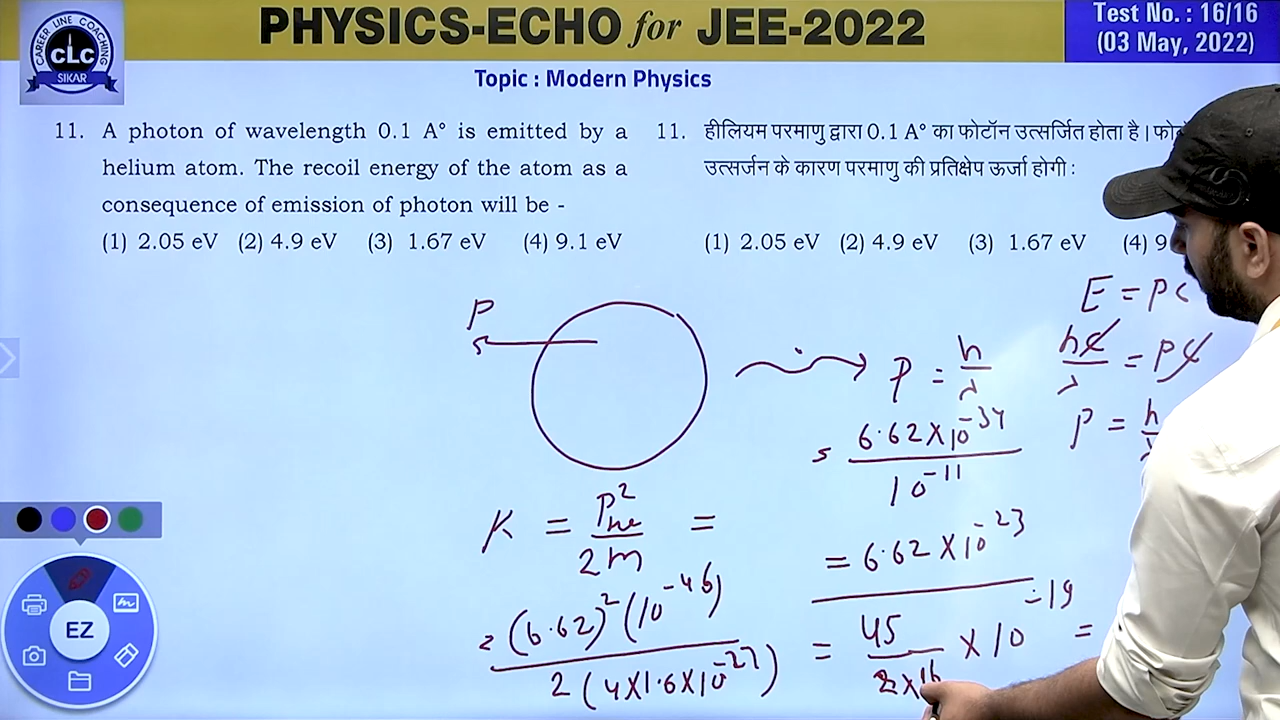 CAREER LINE COACHING
CLC
SIKAR
PHYSICS-ECHO for JEE-2022
Test No. : 16/16
(03 May, 2022)
Topic : Modern Physics
11. A photon of wavelength 0.1 A° is emitted by a
helium atom. The recoil energy of the atom as a
consequence of emission of photon will be -
(1) 2.05 eV (2) 4.9 eV (3) 1.67 eV (4) 9.1 eV
11. हीलियम परमाणु द्वारा 0.1 A° का फोटॉन उत्सर्जित होता है।
उत्सर्जन के कारण परमाणु की प्रतिक्षेप ऊर्जा होगी :
(1) 2.05 eV (2) 4.9 eV (3) 1.67 eV (4) 9
P
E = Pc
P = h/λ
hc/λ = Pc
P = h
= 6.62×10^-34 / 10^-11
K = P_He^2 / 2m =
= 6.62×10^-23
= (6.62)^2 (10^-46) / 2(4×1.6×10^-27)
= 45 / 2×16 × 10^-19 =
EZ